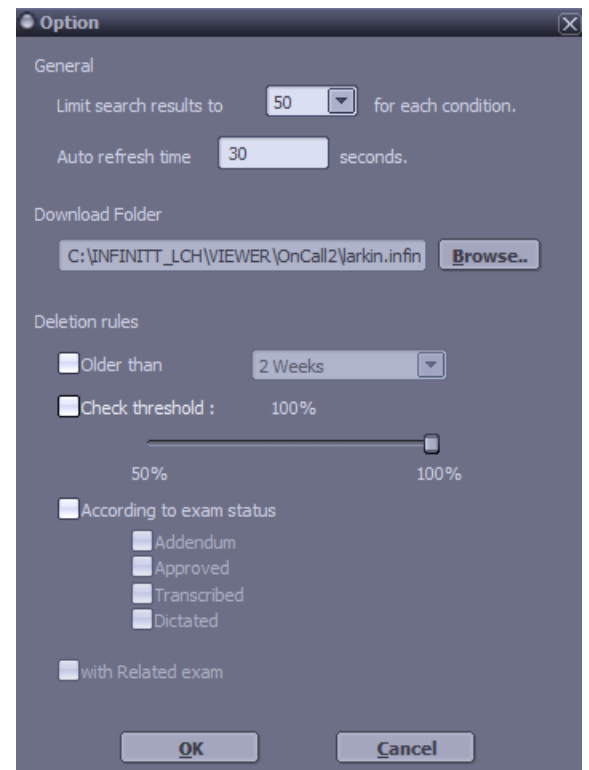 Option
General
Limit search results to 50 for each condition.
Auto refresh time 30 seconds.
Download Folder
C:\INFINITT_LCH\VIEWER\OnCall2\larkin.infin Browse..
Deletion rules
Older than 2 Weeks
Check threshold : 100%
50% 100%
According to exam status
Addendum
Approved
Transcribed
Dictated
with Related exam
OK Cancel